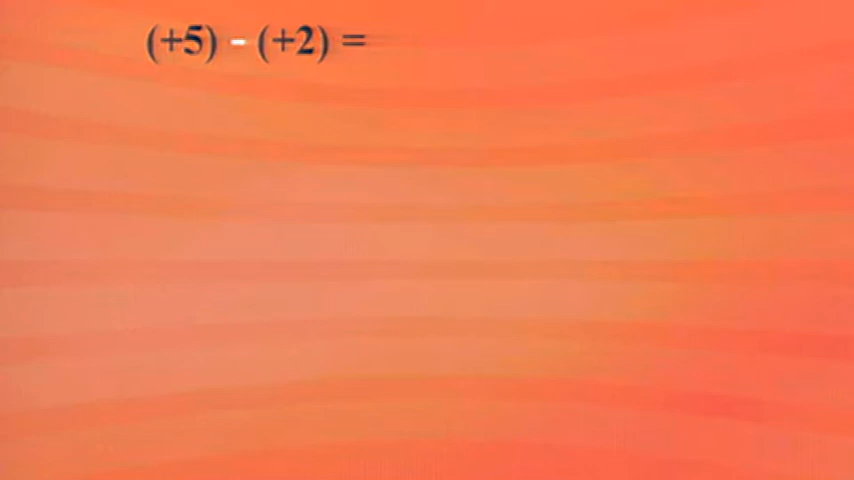 (+5) - (+2) =